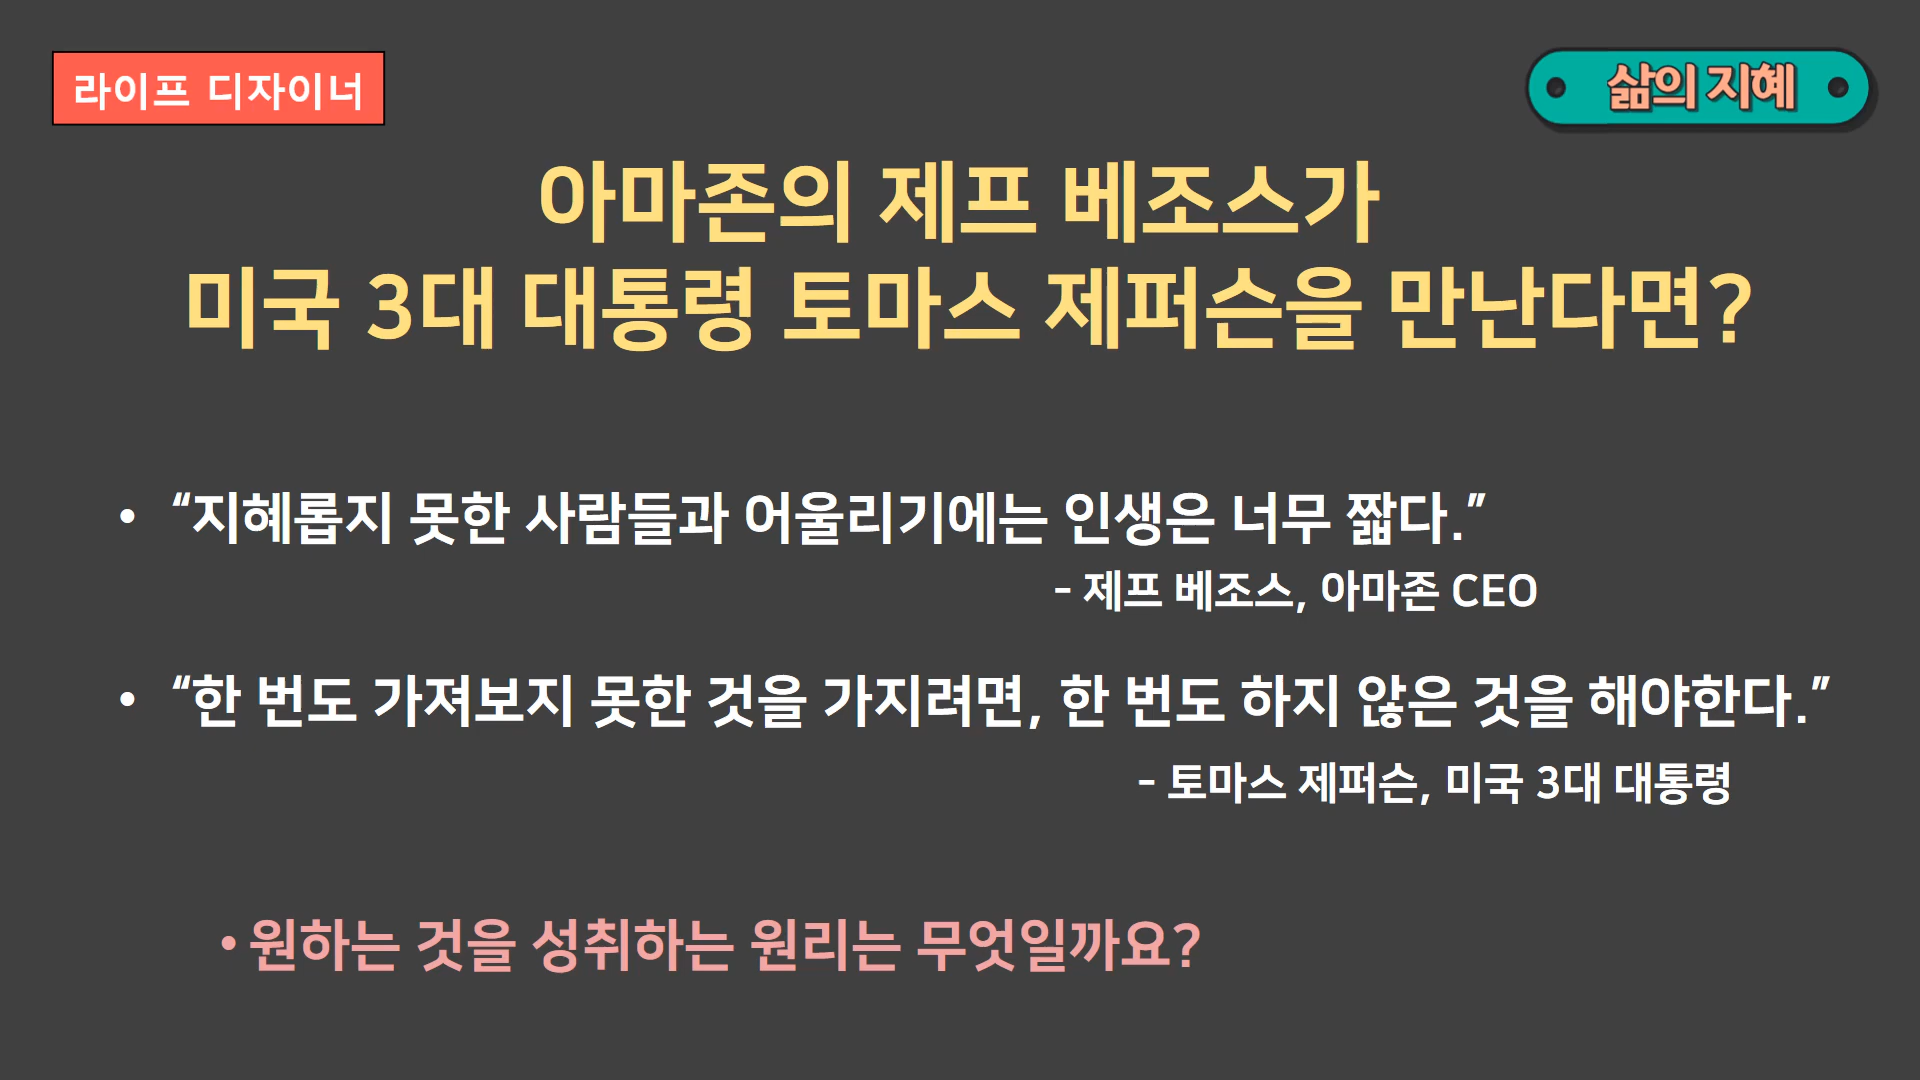 라이프 디자이너
삶의 지혜
아마존의 제프 베조스가
미국 3대 대통령 토마스 제퍼슨을 만난다면?
• “지혜롭지 못한 사람들과 어울리기에는 인생은 너무 짧다.”
- 제프 베조스, 아마존 CEO
• “한 번도 가져보지 못한 것을 가지려면, 한 번도 하지 않은 것을 해야한다.”
- 토마스 제퍼슨, 미국 3대 대통령
• 원하는 것을 성취하는 원리는 무엇일까요?